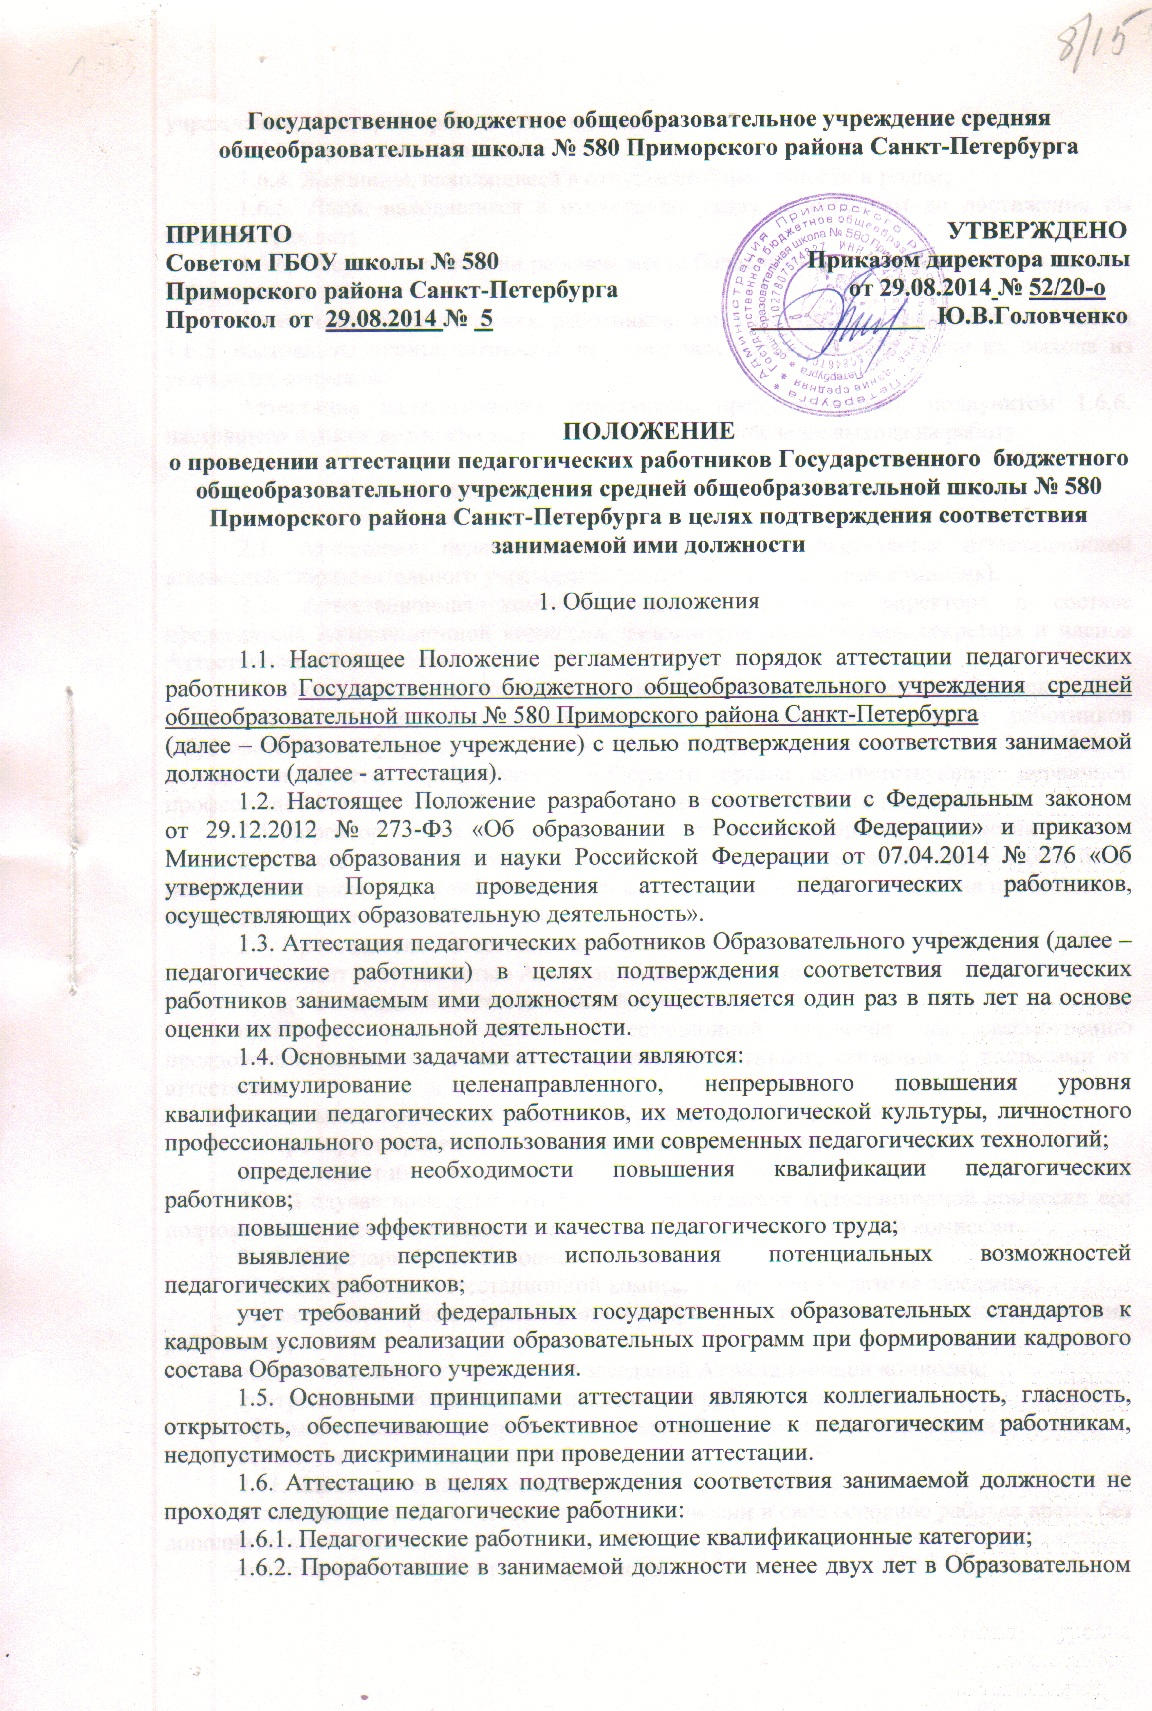 8/15
Государственное бюджетное общеобразовательное учреждение средняя
общеобразовательная школа № 580 Приморского района Санкт-Петербурга
ПРИНЯТО
Советом ГБОУ школы № 580
Приморского района Санкт-Петербурга
Протокол от 29.08.2014 № 5
УТВЕРЖДЕНО
Приказом директора школы
от 29.08.2014 № 52/20-о
Ю.В.Головченко
ПОЛОЖЕНИЕ
о проведении аттестации педагогических работников Государственного бюджетного
общеобразовательного учреждения средней общеобразовательной школы № 580
Приморского района Санкт-Петербурга в целях подтверждения соответствия
занимаемой ими должности
1. Общие положения
1.1. Настоящее Положение регламентирует порядок аттестации педагогических
работников Государственного бюджетного общеобразовательного учреждения средней
общеобразовательной школы № 580 Приморского района Санкт-Петербурга
(далее – Образовательное учреждение) с целью подтверждения соответствия занимаемой
должности (далее - аттестация).
1.2. Настоящее Положение разработано в соответствии с Федеральным законом
от 29.12.2012 № 273-ФЗ «Об образовании в Российской Федерации» и приказом
Министерства образования и науки Российской Федерации от 07.04.2014 № 276 «Об
утверждении Порядка проведения аттестации педагогических работников,
осуществляющих образовательную деятельность».
1.3. Аттестация педагогических работников Образовательного учреждения (далее –
педагогические работники) в целях подтверждения соответствия педагогических
работников занимаемым ими должностям осуществляется один раз в пять лет на основе
оценки их профессиональной деятельности.
1.4. Основными задачами аттестации являются:
стимулирование целенаправленного, непрерывного повышения уровня
квалификации педагогических работников, их методологической культуры, личностного
профессионального роста, использования ими современных педагогических технологий;
определение необходимости повышения квалификации педагогических
работников;
повышение эффективности и качества педагогического труда;
выявление ерспектив использования потенциальных возможностей
педагогических работников;
учет требований федеральных государственных образовательных стандартов к
кадровым условиям реализации образовательных программ при формировании кадрового
состава Образовательного учреждения.
1.5. Основными принципами аттестации являются коллегиальность, гласность,
открытость, обеспечивающие объективное отношение к педагогическим работникам,
недопустимость дискриминации при проведении аттестации.
1.6. Аттестацию в целях подтверждения соответствия занимаемой должности не
проходят следующие педагогические работники:
1.6.1. Педагогические работники, имеющие квалификационные категории;
1.6.2. Проработавшие в занимаемой должности менее двух лет в Образовательном